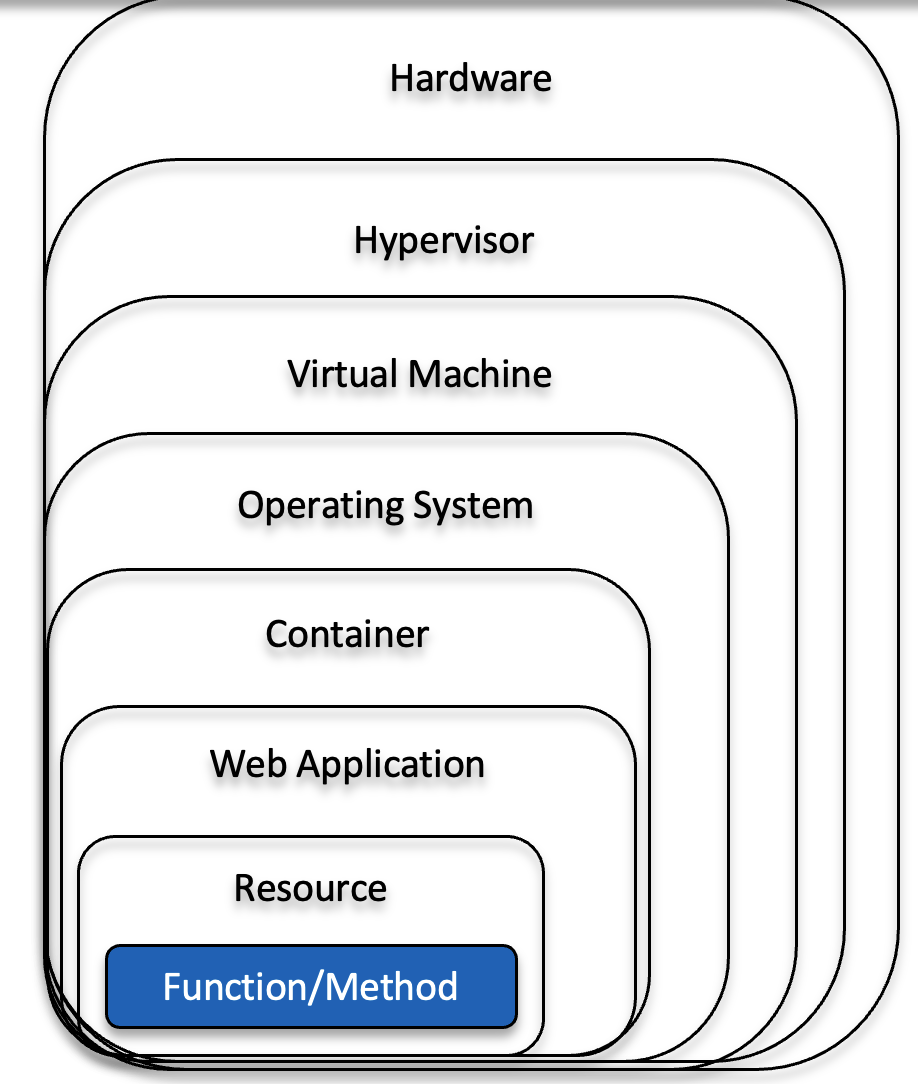 Hardware
Hypervisor
Virtual Machine
Operating System
Container
Web Application
Resource
Function/Method